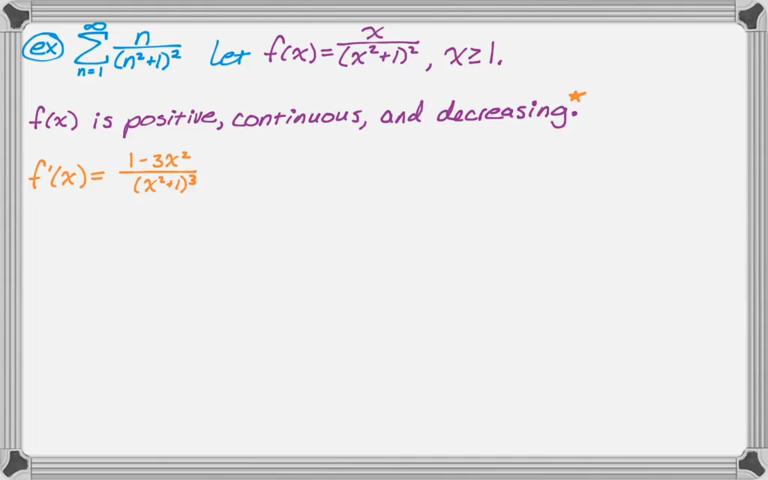 ex ∑_{n=1}^{∞} n/(n²+1)² Let f(x) = x/(x²+1)², x ≥ 1.
f(x) is positive, continuous, and decreasing.*
f'(x) = (1 - 3x²)/(x²+1)³